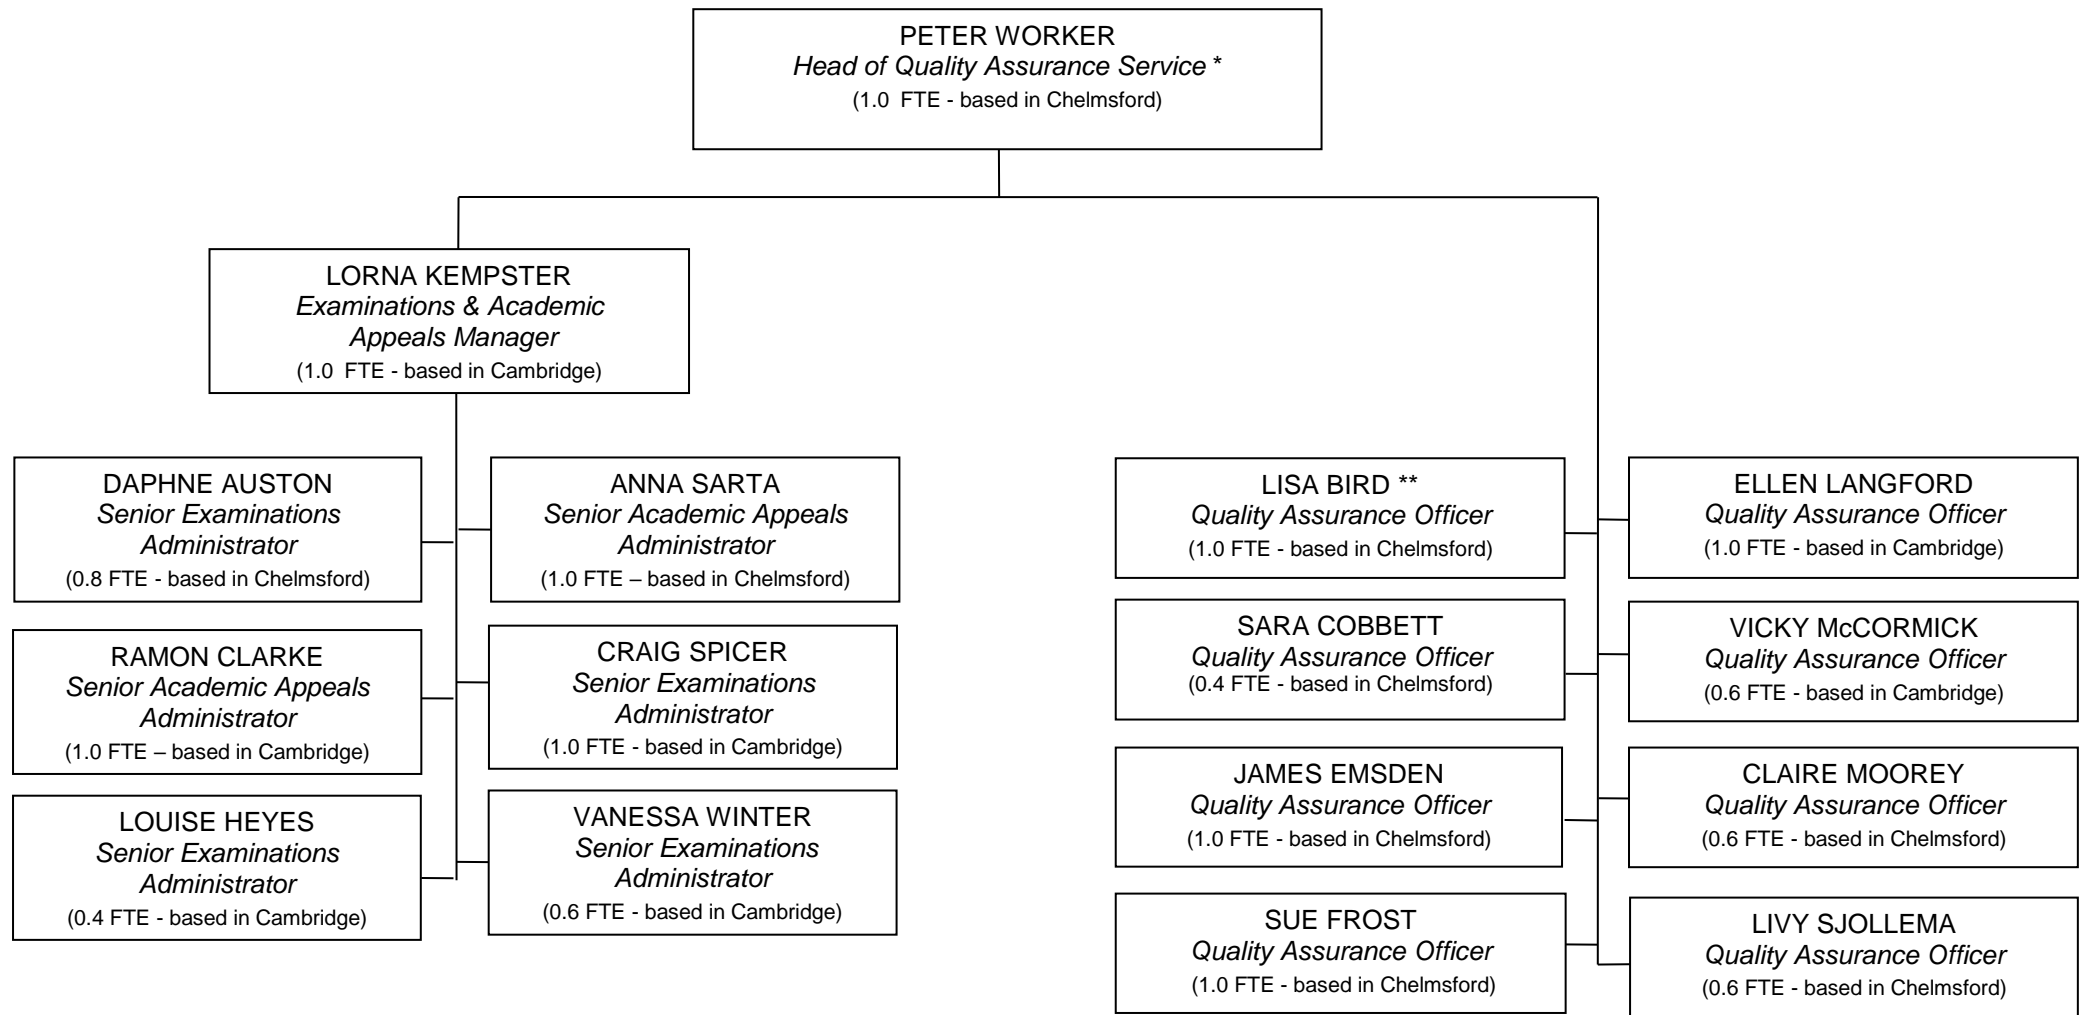 PETER WORKER
Head of Quality Assurance Service *
(1.0 FTE - based in Chelmsford)
LORNA KEMPSTER
Examinations & Academic
Appeals Manager
(1.0 FTE - based in Cambridge)
DAPHNE AUSTON
Senior Examinations
Administrator
(0.8 FTE - based in Chelmsford)
ANNA SARTA
Senior Academic Appeals
Administrator
(1.0 FTE – based in Chelmsford)
RAMON CLARKE
Senior Academic Appeals
Administrator
(1.0 FTE – based in Cambridge)
CRAIG SPICER
Senior Examinations
Administrator
(1.0 FTE - based in Cambridge)
LOUISE HEYES
Senior Examinations
Administrator
(0.4 FTE - based in Cambridge)
VANESSA WINTER
Senior Examinations
Administrator
(0.6 FTE - based in Cambridge)
LISA BIRD **
Quality Assurance Officer
(1.0 FTE - based in Chelmsford)
ELLEN LANGFORD
Quality Assurance Officer
(1.0 FTE - based in Cambridge)
SARA COBBETT
Quality Assurance Officer
(0.4 FTE - based in Chelmsford)
VICKY McCORMICK
Quality Assurance Officer
(0.6 FTE - based in Cambridge)
JAMES EMSDEN
Quality Assurance Officer
(1.0 FTE - based in Chelmsford)
CLAIRE MOOREY
Quality Assurance Officer
(0.6 FTE - based in Chelmsford)
SUE FROST
Quality Assurance Officer
(1.0 FTE - based in Chelmsford)
LIVY SJOLLEMA
Quality Assurance Officer
(0.6 FTE - based in Chelmsford)